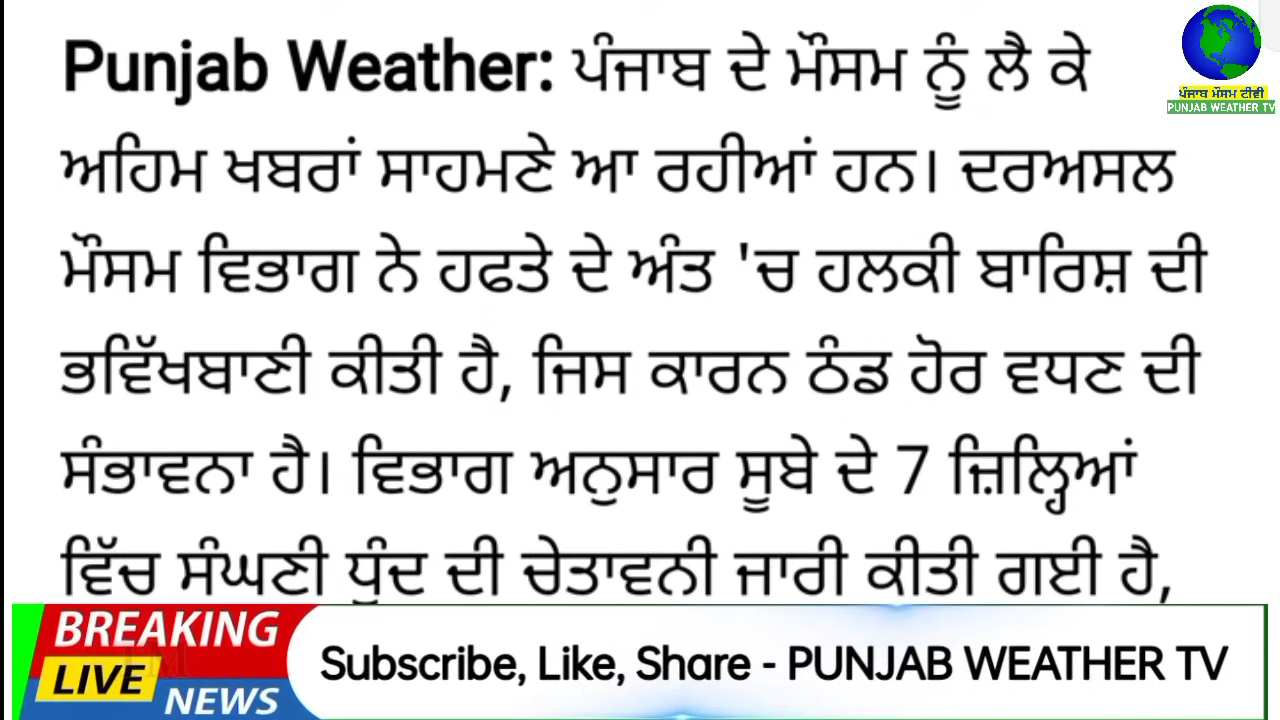 Punjab Weather: ਪੰਜਾਬ ਦੇ ਮੌਸਮ ਨੂੰ ਲੈ ਕੇ
ਅਹਿਮ ਖਬਰਾਂ ਸਾਹਮਣੇ ਆ ਰਹੀਆਂ ਹਨ। ਦਰਅਸਲ
ਮੌਸਮ ਵਿਭਾਗ ਨੇ ਹਫਤੇ ਦੇ ਅੰਤ 'ਚ ਹਲਕੀ ਬਾਰਿਸ਼ ਦੀ
ਭਵਿੱਖਬਾਣੀ ਕੀਤੀ ਹੈ, ਜਿਸ ਕਾਰਨ ਠੰਡ ਹੋਰ ਵਧਣ ਦੀ
ਸੰਭਾਵਨਾ ਹੈ। ਵਿਭਾਗ ਅਨੁਸਾਰ ਸੂਬੇ ਦੇ 7 ਜ਼ਿਲ੍ਹਿਆਂ
ਵਿੱਚ ਸੰਘਣੀ ਧੁੰਦ ਦੀ ਚੇਤਾਵਨੀ ਜਾਰੀ ਕੀਤੀ ਗਈ ਹੈ,
ਪੰਜਾਬ ਮੌਸਮ ਟੀਵੀ
PUNJAB WEATHER TV
BREAKING
LIVE
NEWS
Subscribe, Like, Share - PUNJAB WEATHER TV